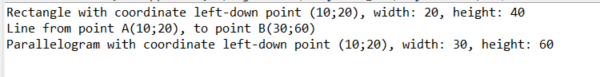 Rectangle with coordinate left-down point (10;20), width: 20, height: 40
Line from point A(10;20), to point B(30;60)
Parallelogram with coordinate left-down point (10;20), width: 30, height: 60